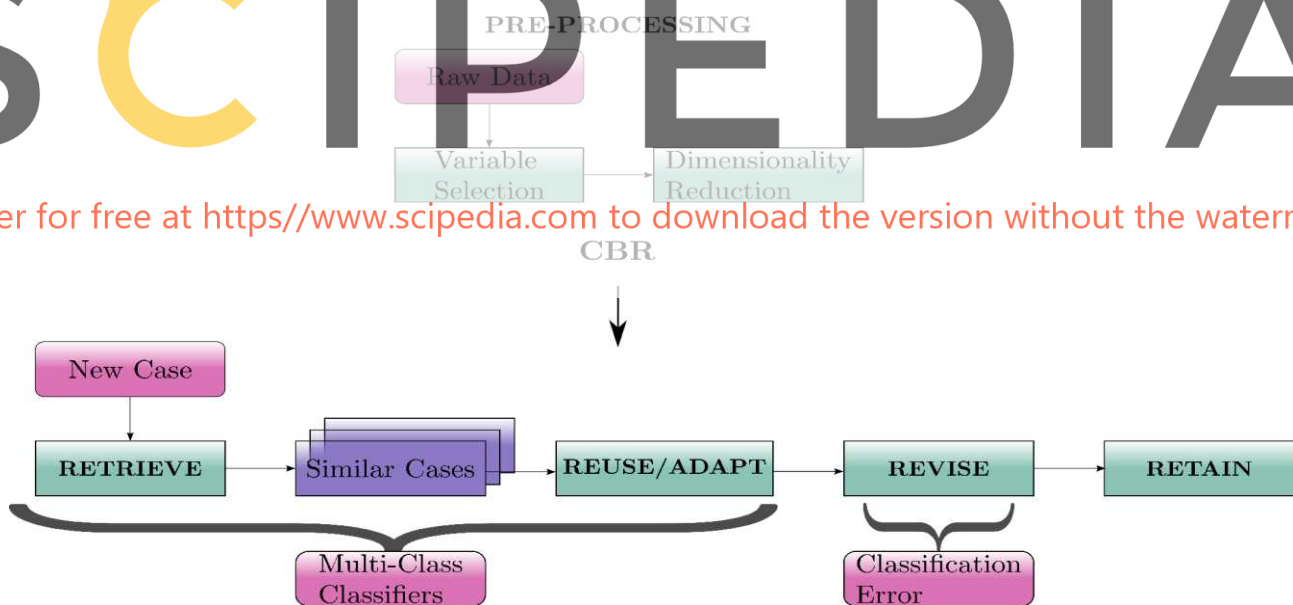 SCIPEDIA
PRE-PROCESSING
Raw Data
Variable
Selection
Dimensionality
Reduction
er for free at https//www.scipedia.com to download the version without the waterm
CBR
New Case
RETRIEVE
Similar Cases
REUSE/ADAPT
REVISE
RETAIN
Multi-Class
Classifiers
Classification
Error